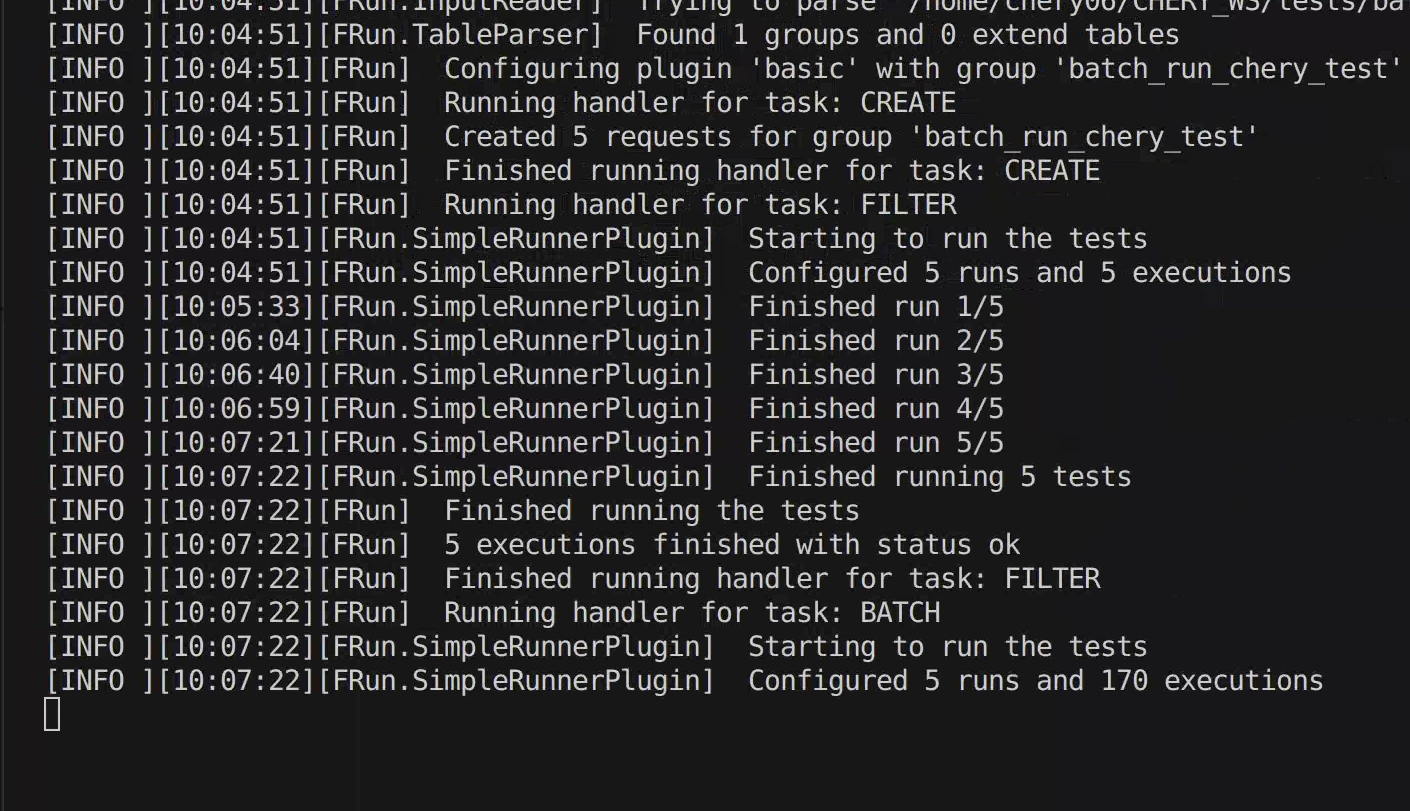 [INFO ][10:04:51][FRun.InputReader]  Trying to parse '/home/chery06/CHERY_WS/tests/ba
[INFO ][10:04:51][FRun.TableParser]  Found 1 groups and 0 extend tables
[INFO ][10:04:51][FRun]  Configuring plugin 'basic' with group 'batch_run_chery_test'
[INFO ][10:04:51][FRun]  Running handler for task: CREATE
[INFO ][10:04:51][FRun]  Created 5 requests for group 'batch_run_chery_test'
[INFO ][10:04:51][FRun]  Finished running handler for task: CREATE
[INFO ][10:04:51][FRun]  Running handler for task: FILTER
[INFO ][10:04:51][FRun.SimpleRunnerPlugin]  Starting to run the tests
[INFO ][10:04:51][FRun.SimpleRunnerPlugin]  Configured 5 runs and 5 executions
[INFO ][10:05:33][FRun.SimpleRunnerPlugin]  Finished run 1/5
[INFO ][10:06:04][FRun.SimpleRunnerPlugin]  Finished run 2/5
[INFO ][10:06:40][FRun.SimpleRunnerPlugin]  Finished run 3/5
[INFO ][10:06:59][FRun.SimpleRunnerPlugin]  Finished run 4/5
[INFO ][10:07:21][FRun.SimpleRunnerPlugin]  Finished run 5/5
[INFO ][10:07:22][FRun.SimpleRunnerPlugin]  Finished running 5 tests
[INFO ][10:07:22][FRun]  Finished running the tests
[INFO ][10:07:22][FRun]  5 executions finished with status ok
[INFO ][10:07:22][FRun]  Finished running handler for task: FILTER
[INFO ][10:07:22][FRun]  Running handler for task: BATCH
[INFO ][10:07:22][FRun.SimpleRunnerPlugin]  Starting to run the tests
[INFO ][10:07:22][FRun.SimpleRunnerPlugin]  Configured 5 runs and 170 executions